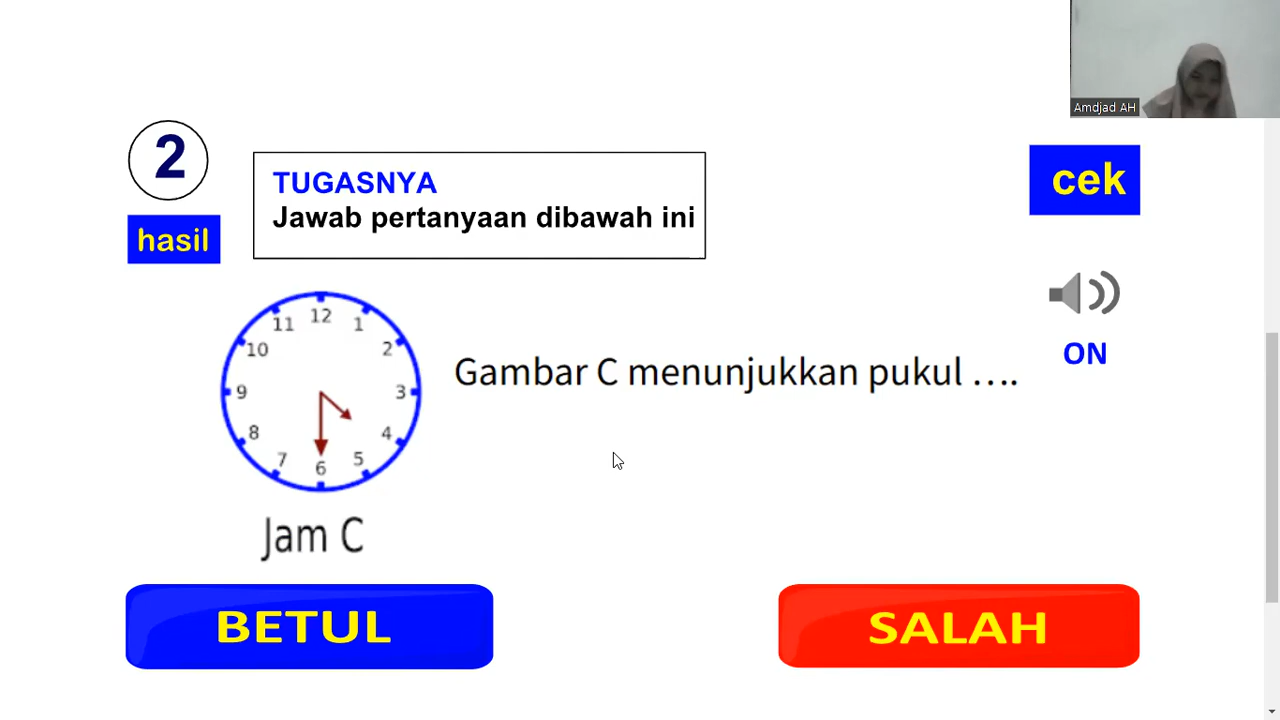 Amdjad AH
2
TUGASNYA
Jawab pertanyaan dibawah ini
cek
hasil
ON
12
11
1
10
2
9
3
8
4
7
5
6
Gambar C menunjukkan pukul ....
Jam C
BETUL
SALAH